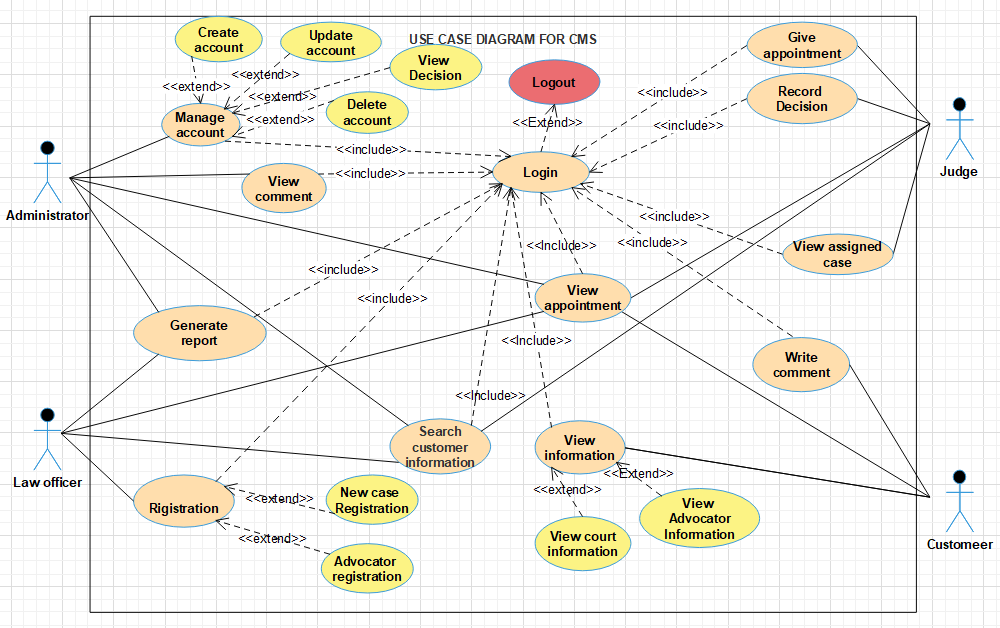 USE CASE DIAGRAM FOR CMS
Create
account
Update
account
View
Decision
Delete
account
<<extend>>
<<extend>>
<<extend>>
<<extend>>
Manage
account
Logout
<<Extend>>
Give
appointment
Record
Decision
<<include>>
<<include>>
<<include>>
<<include>>
Login
View
comment
Administrator
Judge
<<include>>
<<include>>
<<Include>>
View assigned
case
<<include>>
<<include>>
View
appointment
Generate
report
<<Include>>
Write
comment
<<Include>>
Search
customer
information
View
information
Law officer
<<Extend>>
<<extend>>
<<extend>>
New case
Registration
Rigistration
View
Advocator
Information
<<extend>>
View court
information
Advocator
registration
Custumeer